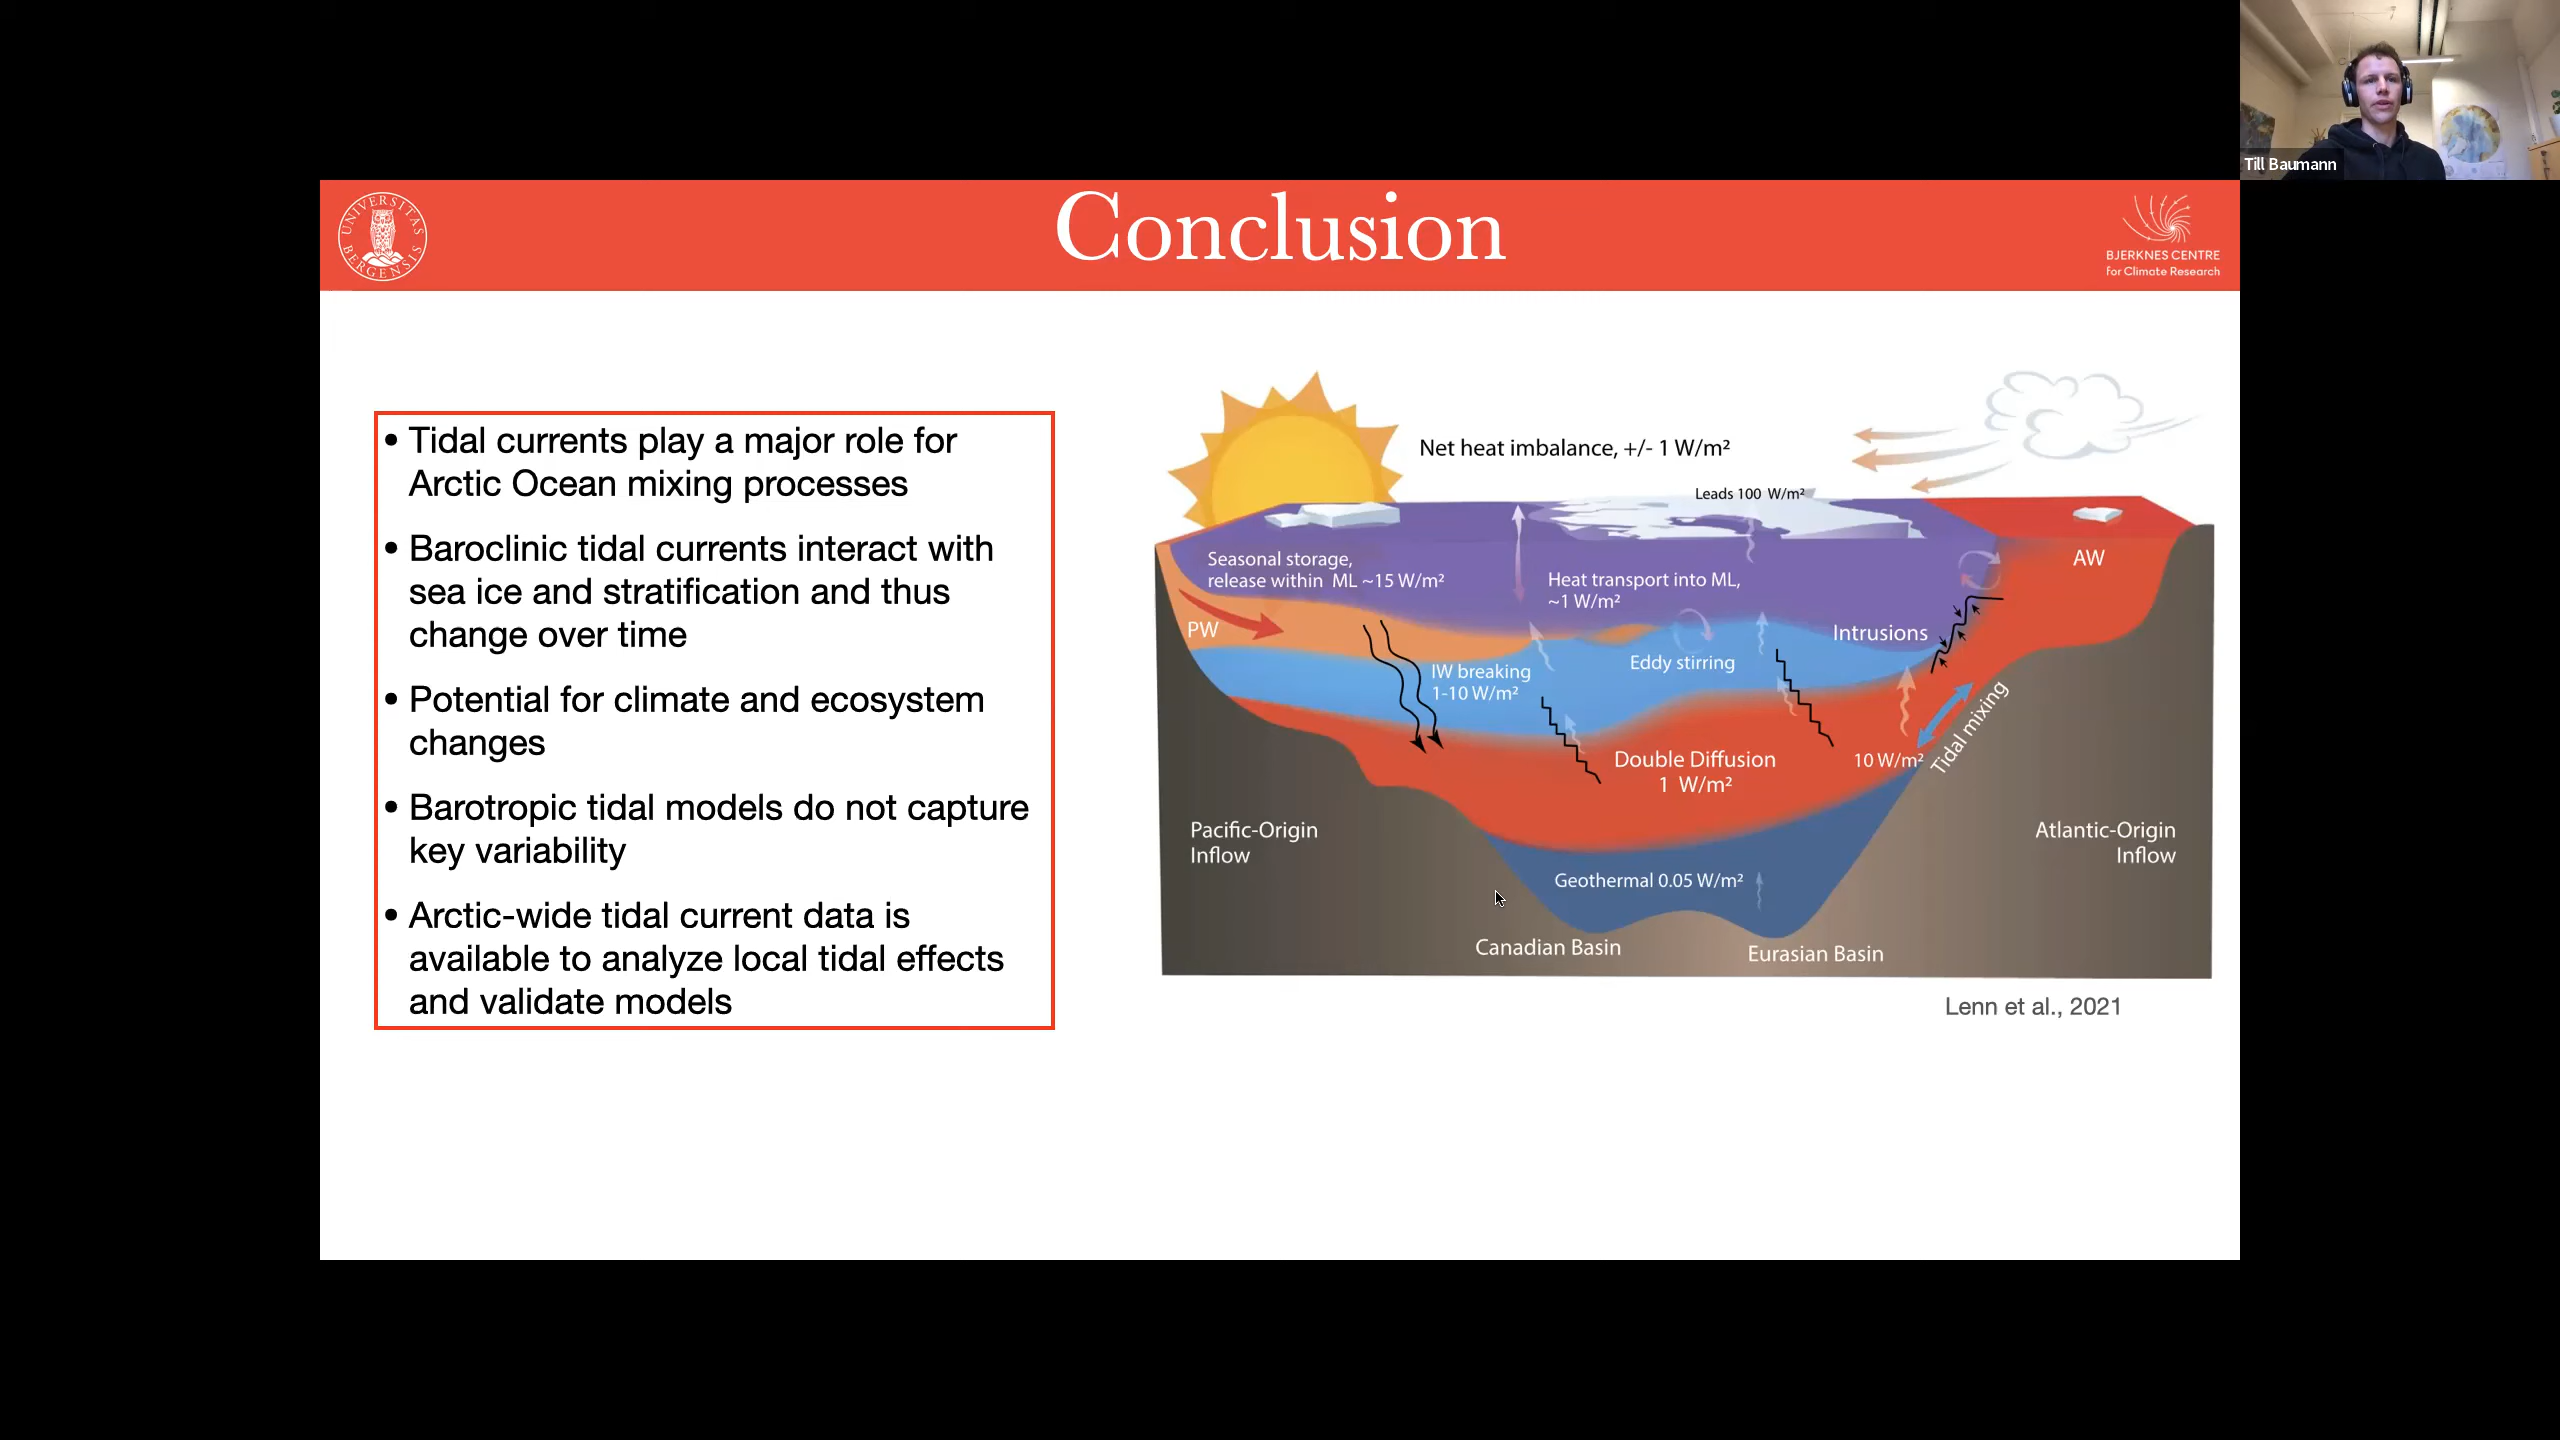 Till Baumann
UNIVERSITAS
BERGENSIS
Conclusion
BJERKNES CENTRE
for Climate Research
• Tidal currents play a major role for
Arctic Ocean mixing processes
• Baroclinic tidal currents interact with
sea ice and stratification and thus
change over time
• Potential for climate and ecosystem
changes
• Barotropic tidal models do not capture
key variability
• Arctic-wide tidal current data is
available to analyze local tidal effects
and validate models
Net heat imbalance, +/- 1 W/m²
Leads 100 W/m²
Seasonal storage,
release within ML ~15 W/m²
Heat transport into ML,
~1 W/m²
AW
PW
Intrusions
IW breaking
1-10 W/m²
Eddy stirring
Tidal mixing
Double Diffusion
1 W/m²
10 W/m²
Pacific-Origin
Inflow
Atlantic-Origin
Inflow
Geothermal 0.05 W/m²
Canadian Basin
Eurasian Basin
Lenn et al., 2021